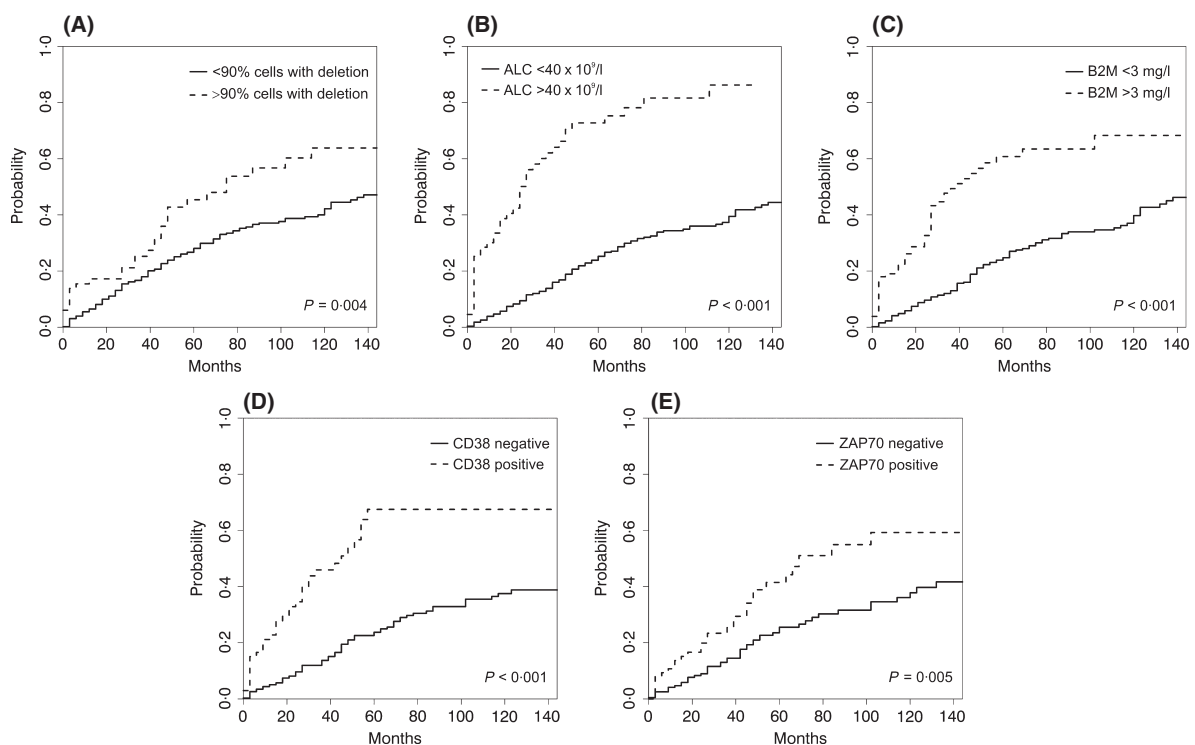 (A)
<90% cells with deletion
>90% cells with deletion
Probability
0·0 0·2 0·4 0·6 0·8 1·0
P = 0·004
0 20 40 60 80 100 120 140
Months
(B)
ALC <40 x 10⁹/l
ALC >40 x 10⁹/l
Probability
0·0 0·2 0·4 0·6 0·8 1·0
P < 0·001
0 20 40 60 80 100 120 140
Months
(C)
B2M <3 mg/l
B2M >3 mg/l
Probability
0·0 0·2 0·4 0·6 0·8 1·0
P < 0·001
0 20 40 60 80 100 120 140
Months
(D)
CD38 negative
CD38 positive
Probability
0·0 0·2 0·4 0·6 0·8 1·0
P < 0·001
0 20 40 60 80 100 120 140
Months
(E)
ZAP70 negative
ZAP70 positive
Probability
0·0 0·2 0·4 0·6 0·8 1·0
P = 0·005
0 20 40 60 80 100 120 140
Months